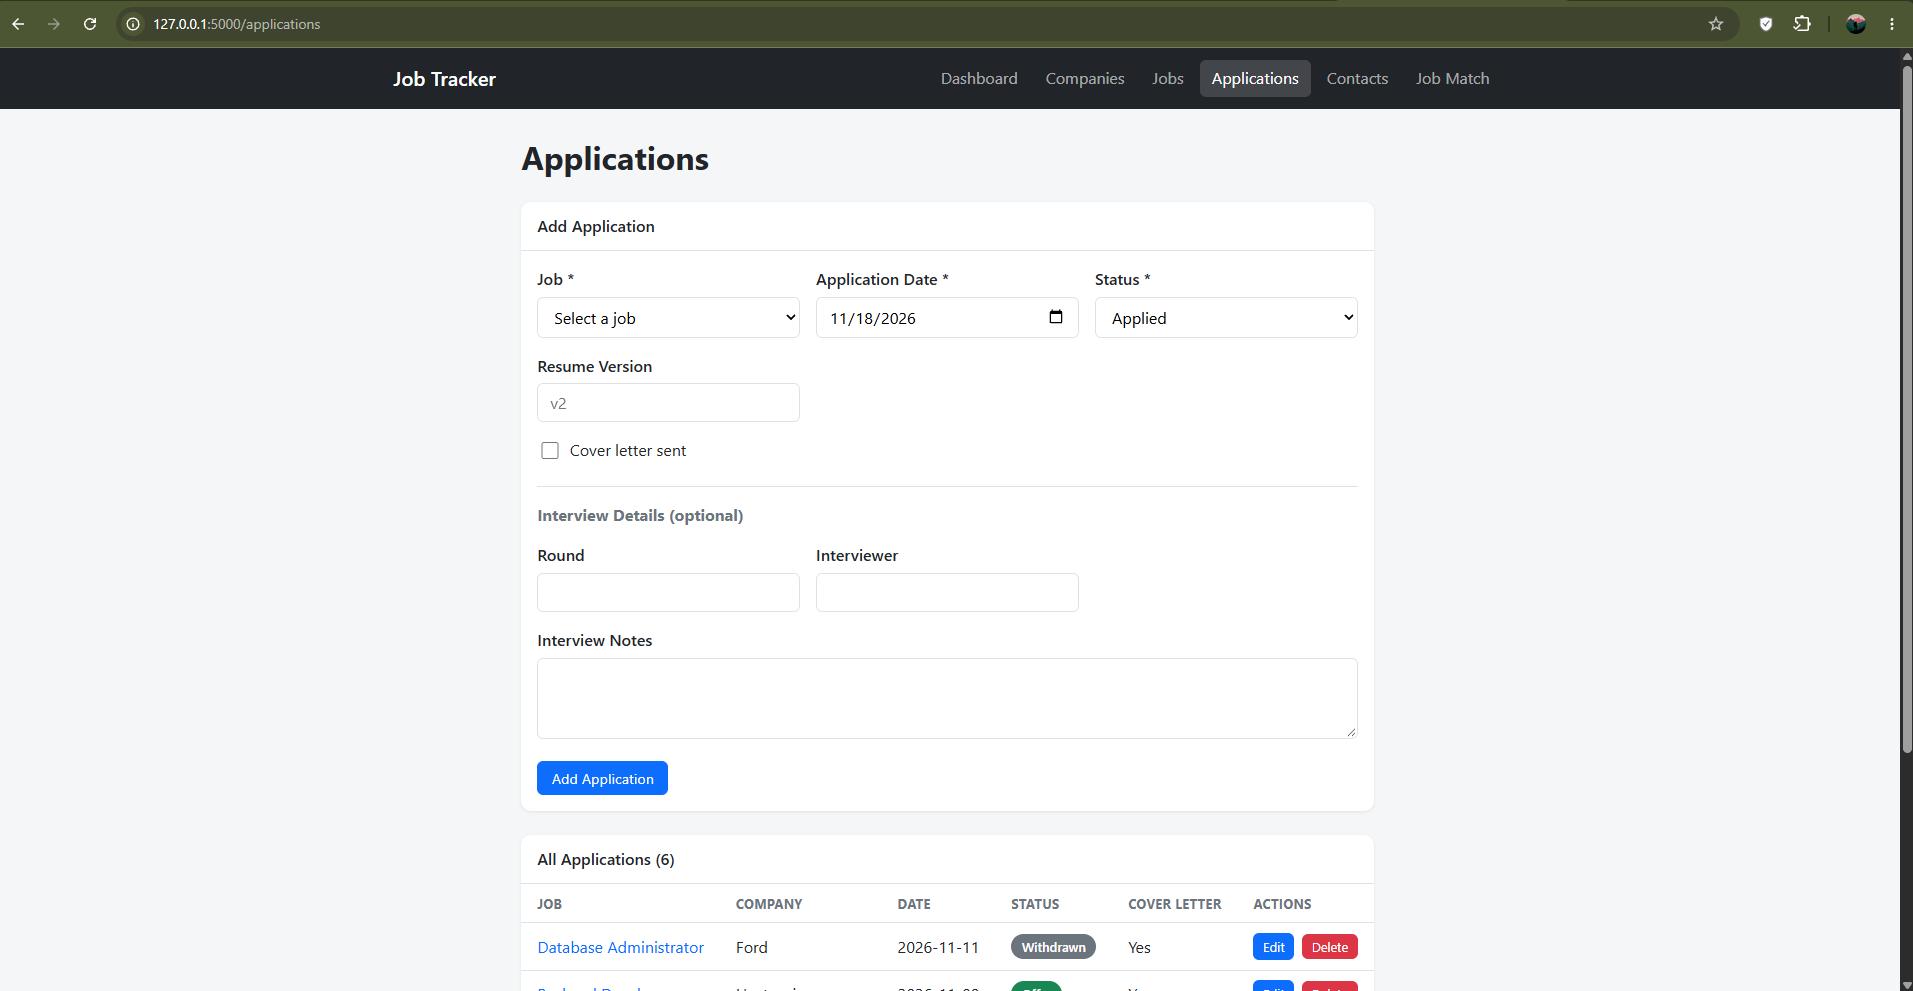 127.0.0.1:5000/applications
Job Tracker Dashboard Companies Jobs Applications Contacts Job Match
Applications
Add Application
Job * Application Date * Status *
Select a job 11/18/2026 Applied
Resume Version
v2
Cover letter sent
Interview Details (optional)
Round Interviewer
Interview Notes
Add Application
All Applications (6)
JOB COMPANY DATE STATUS COVER LETTER ACTIONS
Database Administrator Ford 2026-11-11 Withdrawn Yes Edit Delete